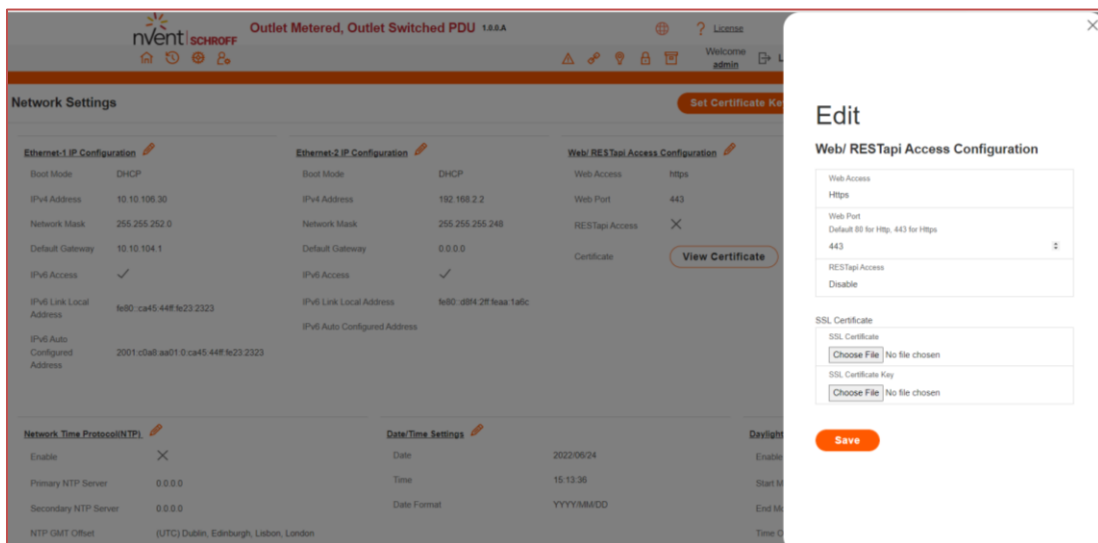 nVent SCHROFF
Outlet Metered, Outlet Switched PDU 1.0.0.A
? License
Welcome
admin
Network Settings
Set Certificate Ke
Ethernet-1 IP Configuration
Boot Mode DHCP
IPv4 Address 10.10.106.30
Network Mask 255.255.252.0
Default Gateway 10.10.104.1
IPv6 Access
IPv6 Link Local
Address
fe80::ca45:44ff:fe23:2323
IPv6 Auto
Configured
Address
2001:c0a8:aa01:0:ca45:44ff:fe23:2323
Ethernet-2 IP Configuration
Boot Mode DHCP
IPv4 Address 192.168.2.2
Network Mask 255.255.255.248
Default Gateway 0.0.0.0
IPv6 Access
IPv6 Link Local Address fe80::d8f4:2ff:feaa:1a6c
IPv6 Auto Configured Address
Web/ RESTapi Access Configuration
Web Access https
Web Port 443
RESTapi Access
Certificate View Certificate
Network Time Protocol(NTP)
Enable
Primary NTP Server 0.0.0.0
Secondary NTP Server 0.0.0.0
NTP GMT Offset (UTC) Dublin, Edinburgh, Lisbon, London
Date/Time Settings
Date 2022/06/24
Time 15:13:36
Date Format YYYY/MM/DD
Daylight
Enable
Start M
End Mo
Time O
Edit
Web/ RESTapi Access Configuration
Web Access
Https
Web Port
Default 80 for Http, 443 for Https
443
RESTapi Access
Disable
SSL Certificate
SSL Certificate
Choose File No file chosen
SSL Certificate Key
Choose File No file chosen
Save